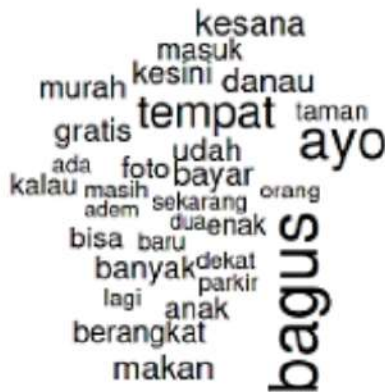 kesana
masuk
murah kesini danau
tempat taman
gratis ayo
udah
ada foto bayar
kalau masih orang
adem sekarang
dua enak
bisa baru
banyak dekat
parkir
lagi anak
berangkat
makan
bagus